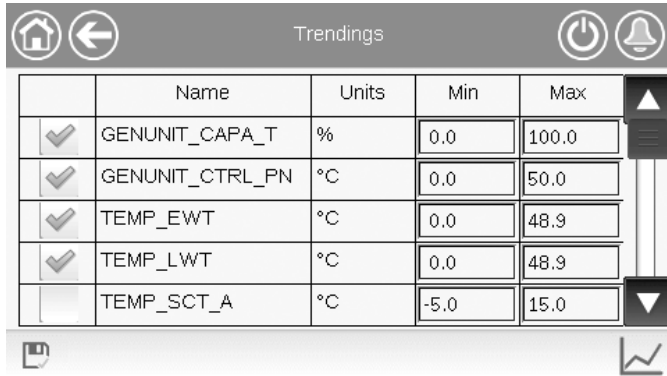 Trendings
Name Units Min Max
GENUNIT_CAPA_T % 0.0 100.0
GENUNIT_CTRL_PN °C 0.0 50.0
TEMP_EWT °C 0.0 48.9
TEMP_LWT °C 0.0 48.9
TEMP_SCT_A °C -5.0 15.0